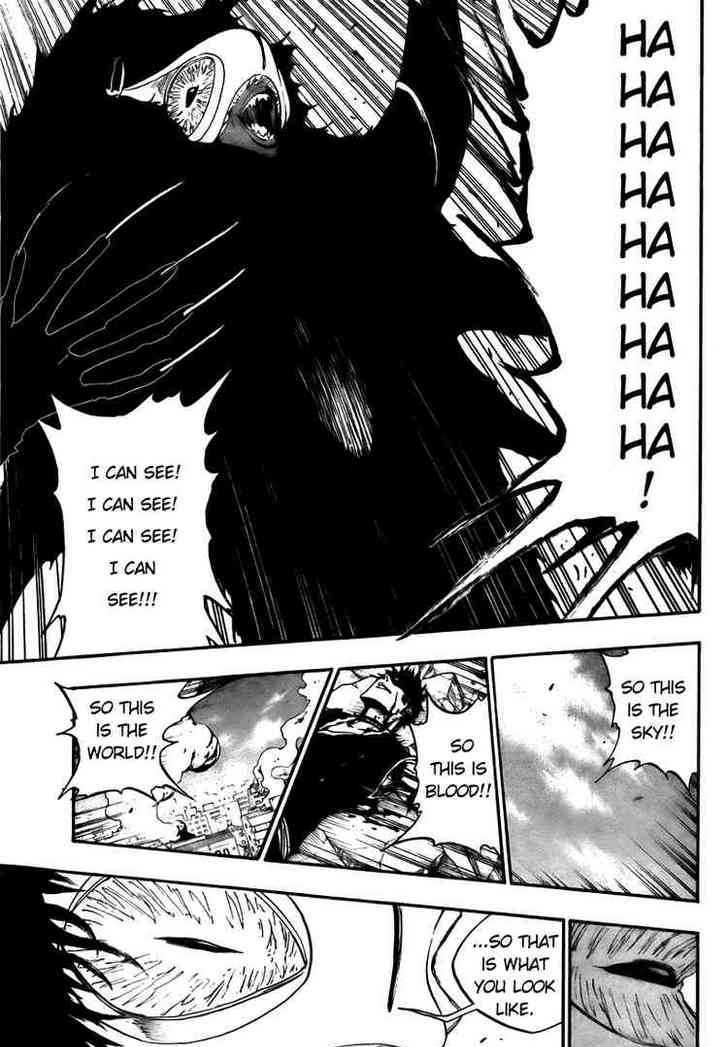 HA
HA
HA
HA
HA
HA
HA
HA
HA
!
I CAN SEE!
I CAN SEE!
I CAN SEE!
I CAN
SEE!!!
SO THIS
IS THE
SKY!!
SO
THIS IS
BLOOD!!
SO THIS
IS THE
WORLD!!
...SO THAT
IS WHAT
YOU LOOK
LIKE.